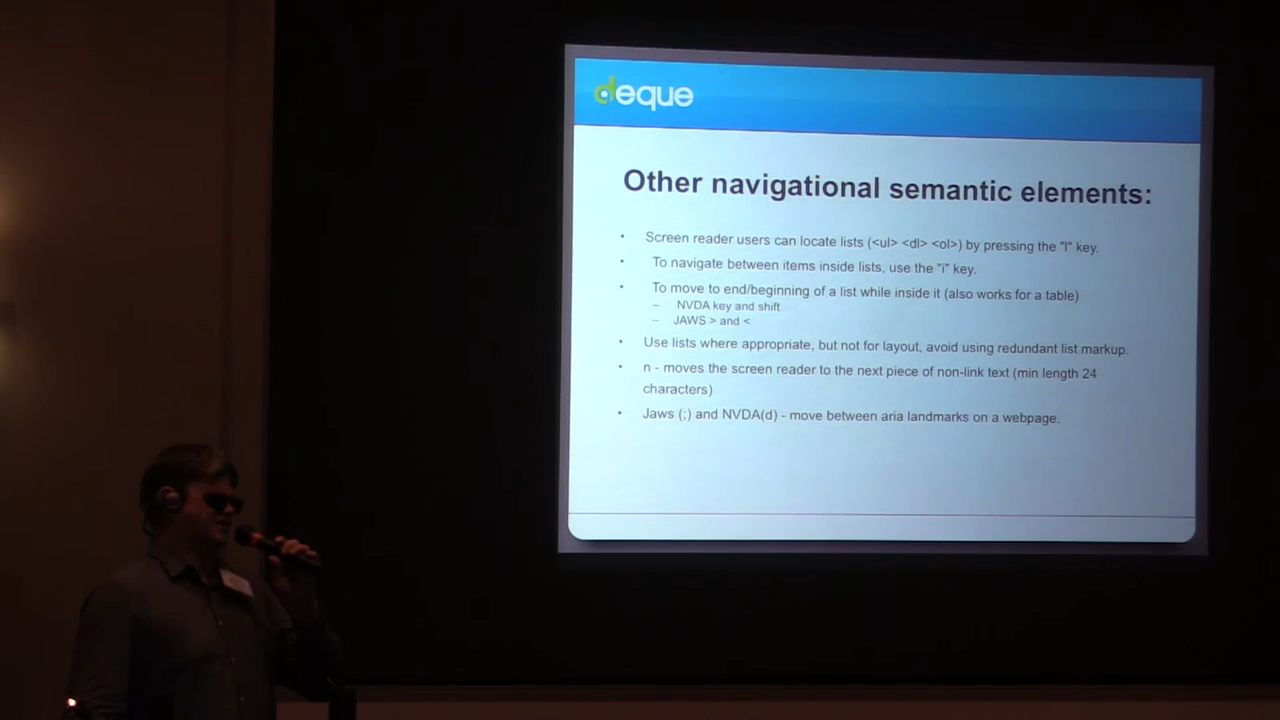 deque
Other navigational semantic elements:
• Screen reader users can locate lists (<ul> <dl> <ol>) by pressing the "l" key.
• To navigate between items inside lists, use the "i" key.
• To move to end/beginning of a list while inside it (also works for a table)
– NVDA key and shift
– JAWS > and <
• Use lists where appropriate, but not for layout, avoid using redundant list markup.
• n - moves the screen reader to the next piece of non-link text (min length 24
characters)
• Jaws (;) and NVDA(d) - move between aria landmarks on a webpage.